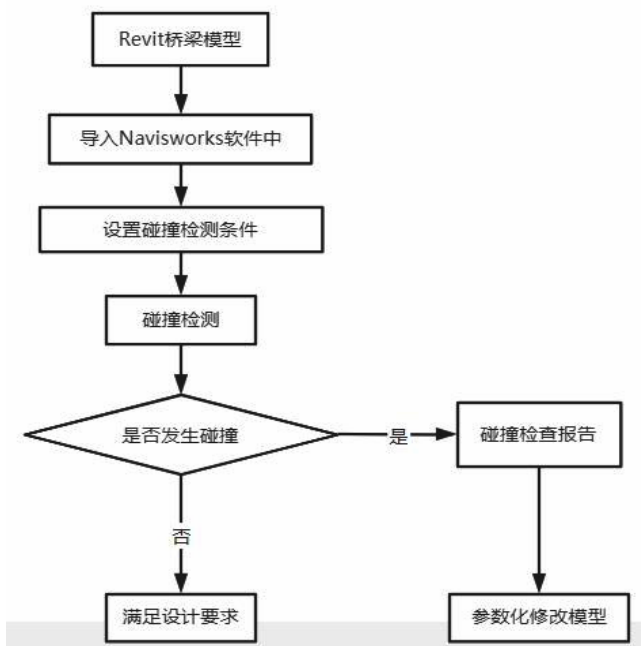 Revit桥梁模型
导入Navisworks软件中
设置碰撞检测条件
碰撞检测
是否发生碰撞
是
碰撞检查报告
否
满足设计要求
参数化修改模型